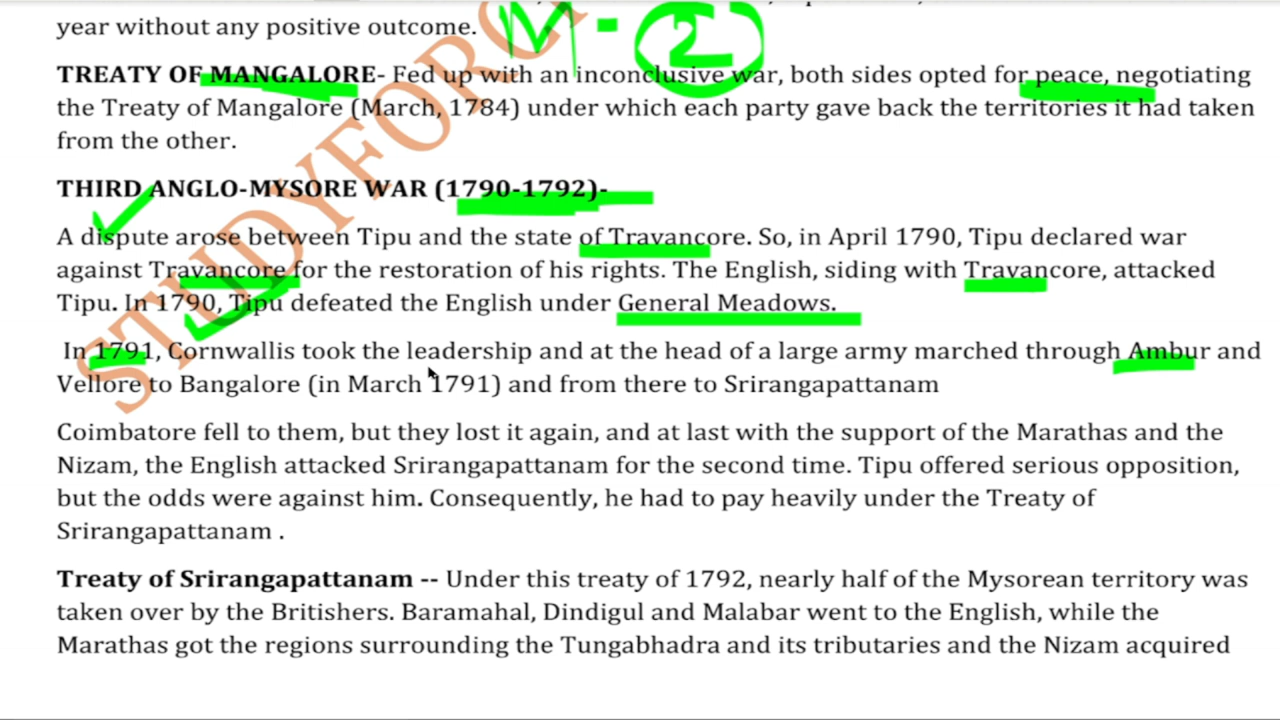 year without any positive outcome.
M - 2
TREATY OF MANGALORE- Fed up with an inconclusive war, both sides opted for peace, negotiating
the Treaty of Mangalore (March, 1784) under which each party gave back the territories it had taken
from the other.
THIRD ANGLO-MYSORE WAR (1790-1792)-
A dispute arose between Tipu and the state of Travancore. So, in April 1790, Tipu declared war
against Travancore for the restoration of his rights. The English, siding with Travancore, attacked
Tipu. In 1790, Tipu defeated the English under General Meadows.
In 1791, Cornwallis took the leadership and at the head of a large army marched through Ambur and
Vellore to Bangalore (in March 1791) and from there to Srirangapattanam
Coimbatore fell to them, but they lost it again, and at last with the support of the Marathas and the
Nizam, the English attacked Srirangapattanam for the second time. Tipu offered serious opposition,
but the odds were against him. Consequently, he had to pay heavily under the Treaty of
Srirangapattanam .
Treaty of Srirangapattanam -- Under this treaty of 1792, nearly half of the Mysorean territory was
taken over by the Britishers. Baramahal, Dindigul and Malabar went to the English, while the
Marathas got the regions surrounding the Tungabhadra and its tributaries and the Nizam acquired
STUDYFORC